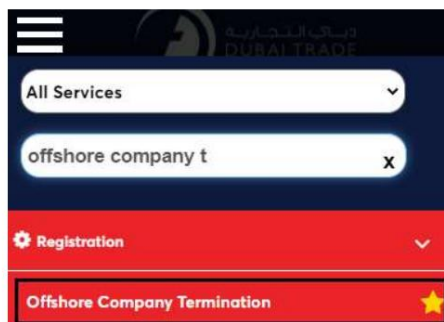 دبي التجارية
DUBAI TRADE
All Services
offshore company t
x
Registration
Offshore Company Termination